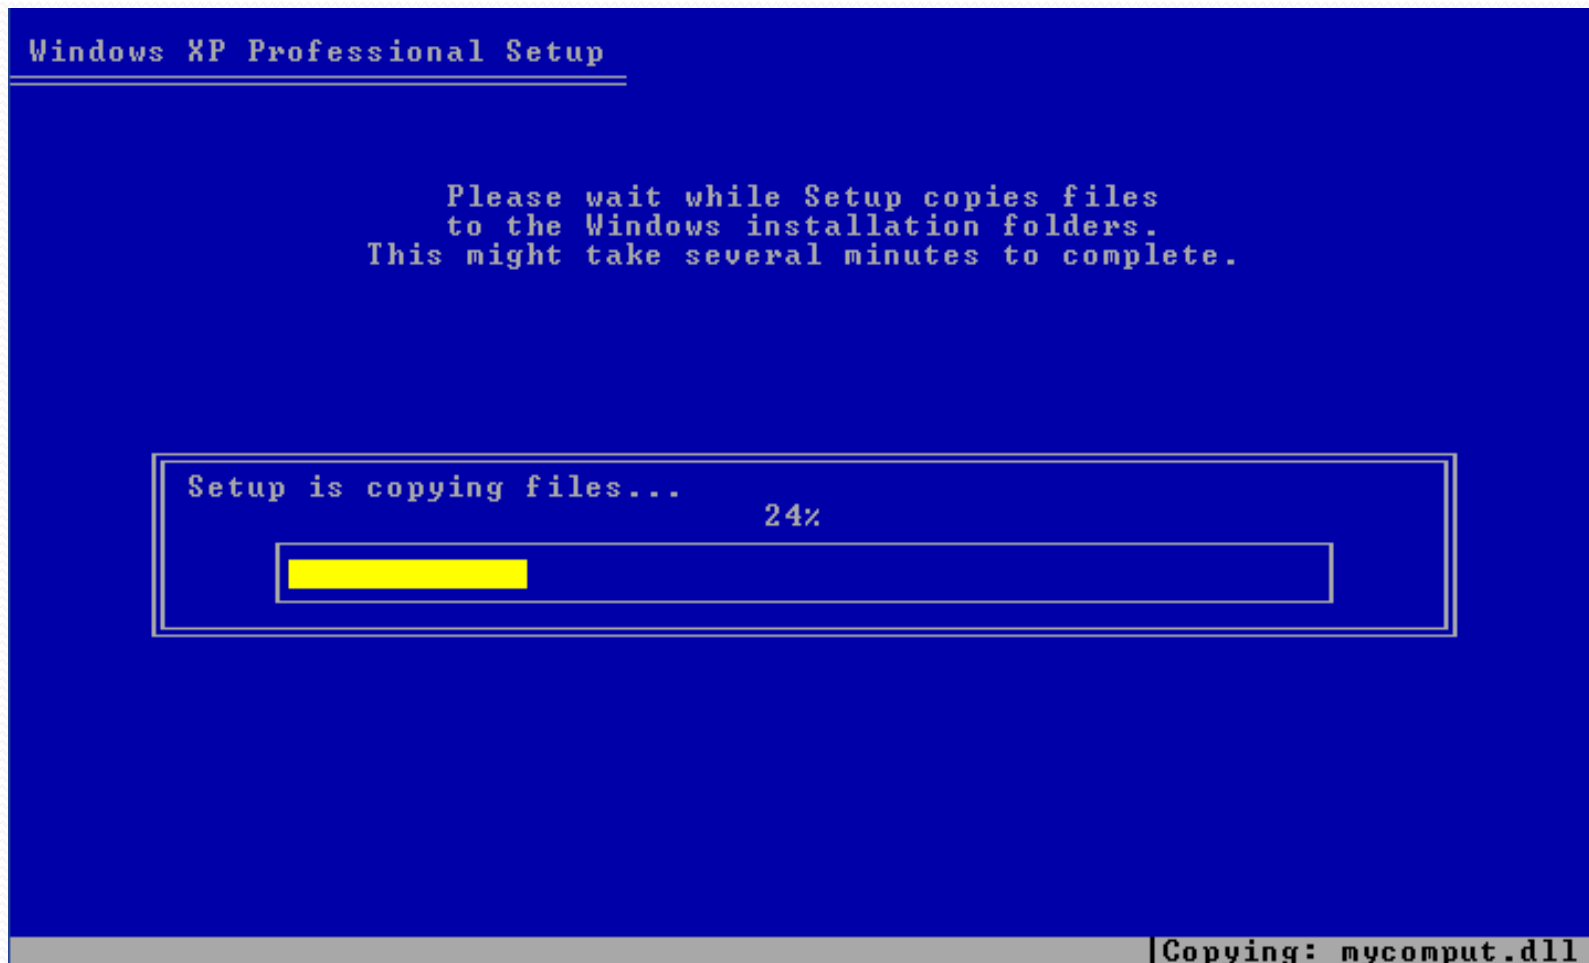 Windows XP Professional Setup
Please wait while Setup copies files
to the Windows installation folders.
This might take several minutes to complete.
Setup is copying files...
24%
Copying: mycomput.dll